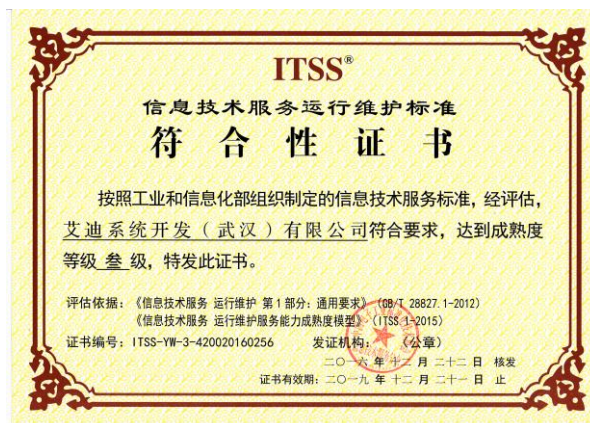 ITSS®
信息技术服务运行维护标准
符合性证书
按照工业和信息化部组织制定的信息技术服务标准，经评估，
艾迪系统开发（武汉）有限公司符合要求，达到成熟度
等级 叁 级，特发此证书。
评估依据：《信息技术服务 运行维护 第1部分：通用要求》（GB/T 28827.1-2012）
《信息技术服务 运行维护服务能力成熟度模型》（ITSS.1-2015）
证书编号：ITSS-YW-3-420020160256 发证机构：（公章）
二〇一六 年 十二 月 二十二 日 核发
证书有效期：二〇一九 年 十二 月 二十一 日 止